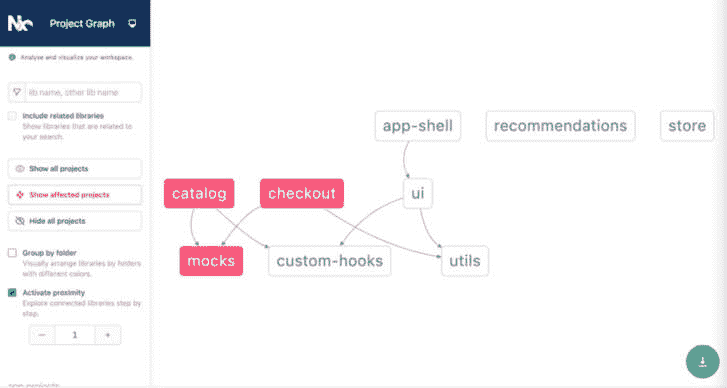 Nx Project Graph
Analyse and visualize your workspace.
lib name, other lib name
Include related libraries
Show libraries that are related to
your search.
Show all projects
Show affected projects
Hide all projects
Group by folder
Visually arrange libraries by folders
with different colors.
Activate proximity
Explore connected libraries step by
step.
1
app projects
app-shell recommendations store
catalog checkout ui
mocks custom-hooks utils